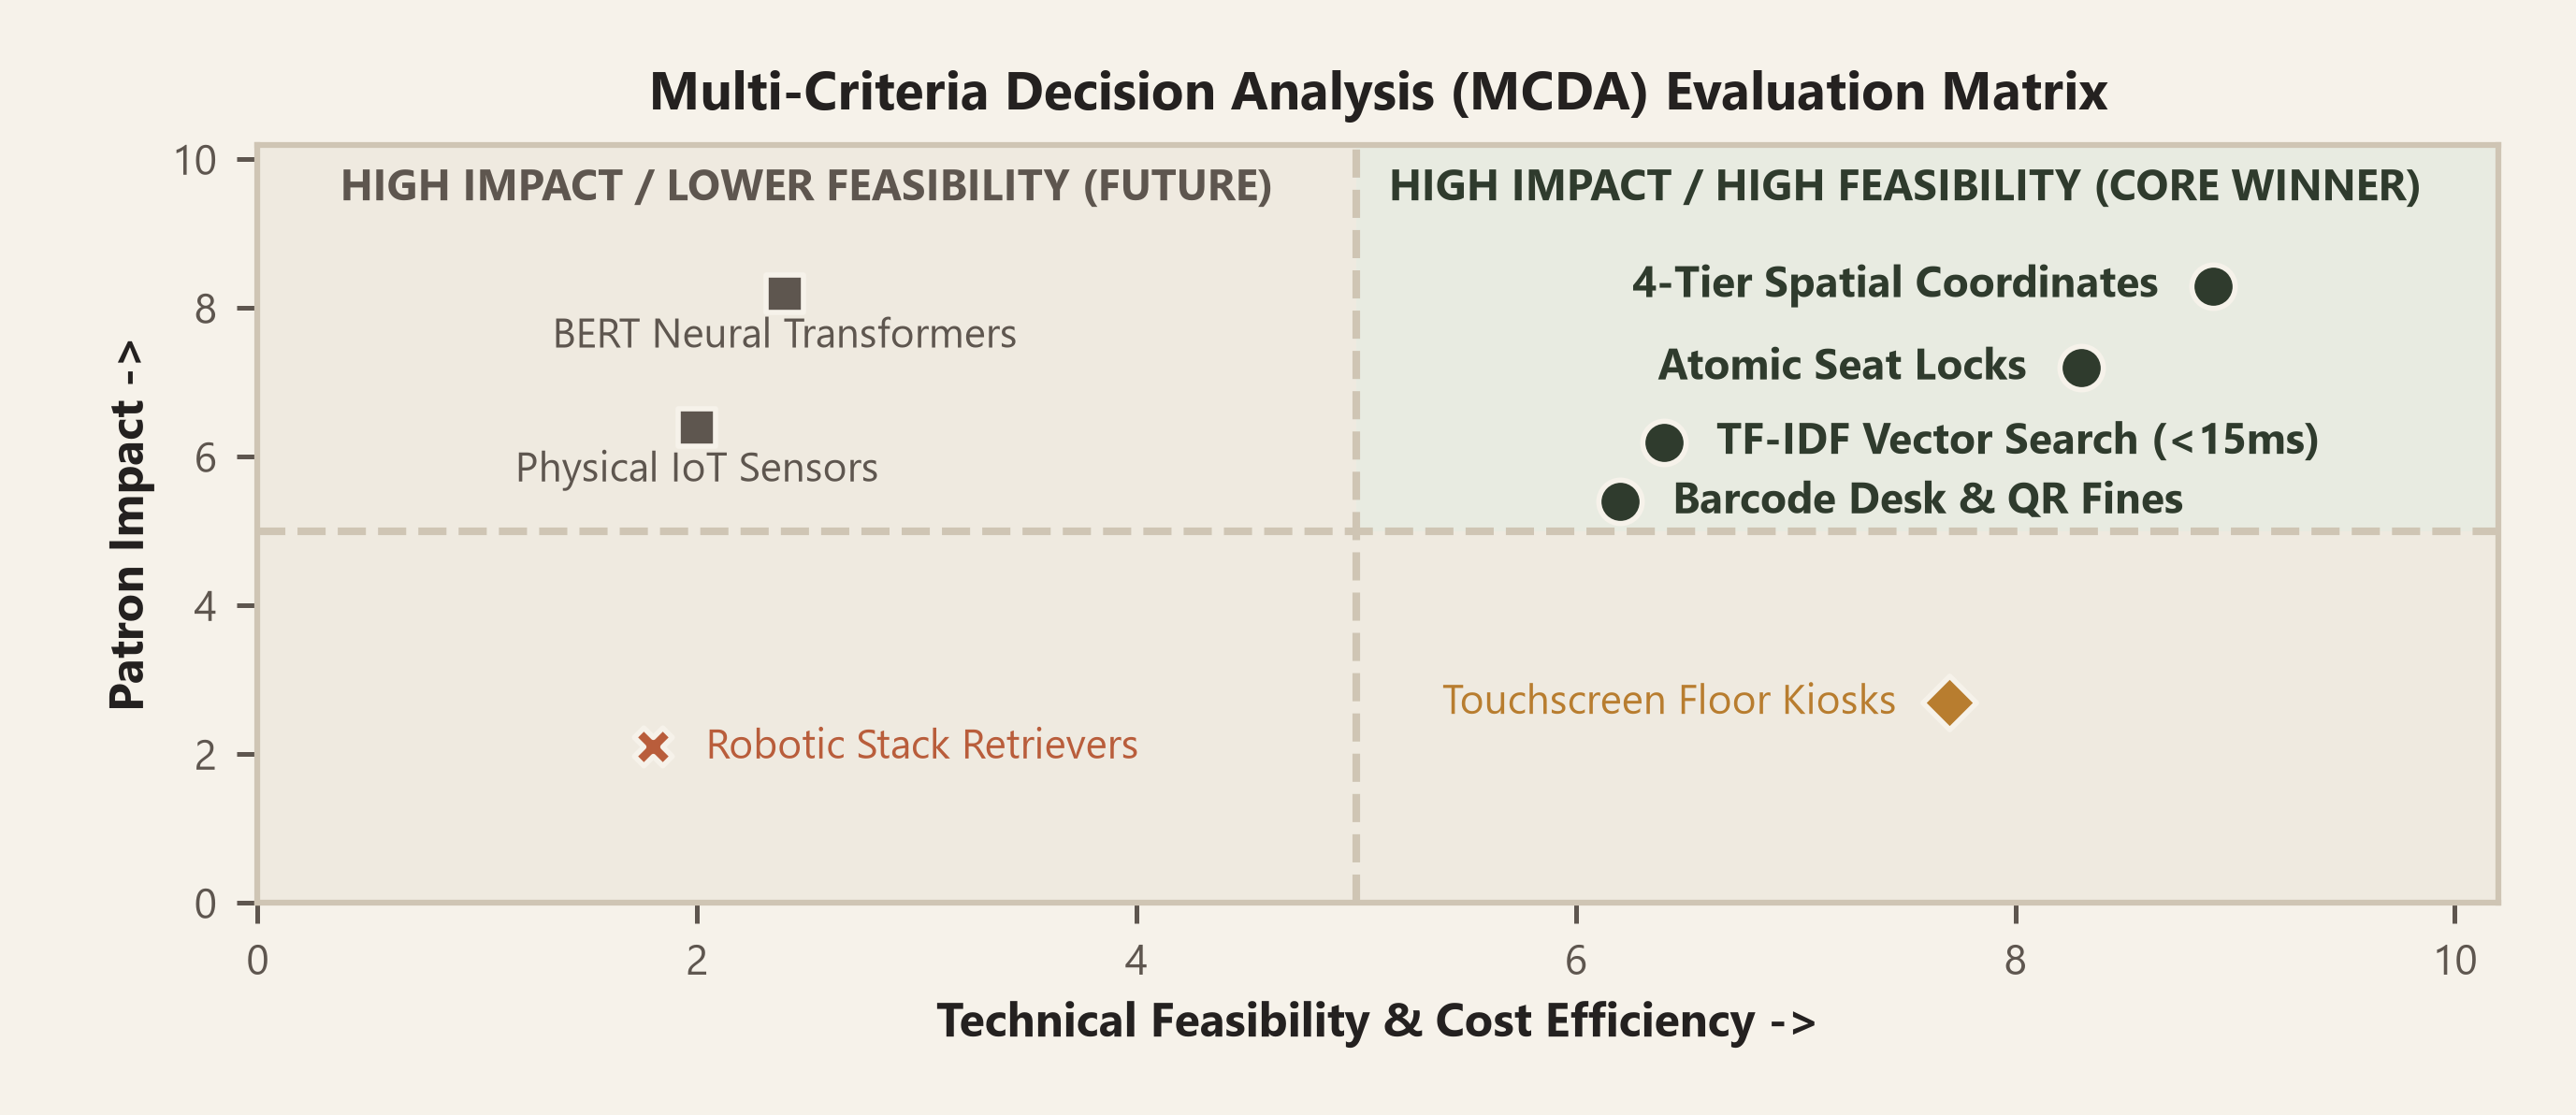 Multi-Criteria Decision Analysis (MCDA) Evaluation Matrix
10
HIGH IMPACT / LOWER FEASIBILITY (FUTURE)
HIGH IMPACT / HIGH FEASIBILITY (CORE WINNER)
4-Tier Spatial Coordinates
8
BERT Neural Transformers
Atomic Seat Locks
TF-IDF Vector Search (<15ms)
6
Physical IoT Sensors
Barcode Desk & QR Fines
Patron Impact ->
4
Touchscreen Floor Kiosks
2
Robotic Stack Retrievers
0
0
2
4
6
8
10
Technical Feasibility & Cost Efficiency ->